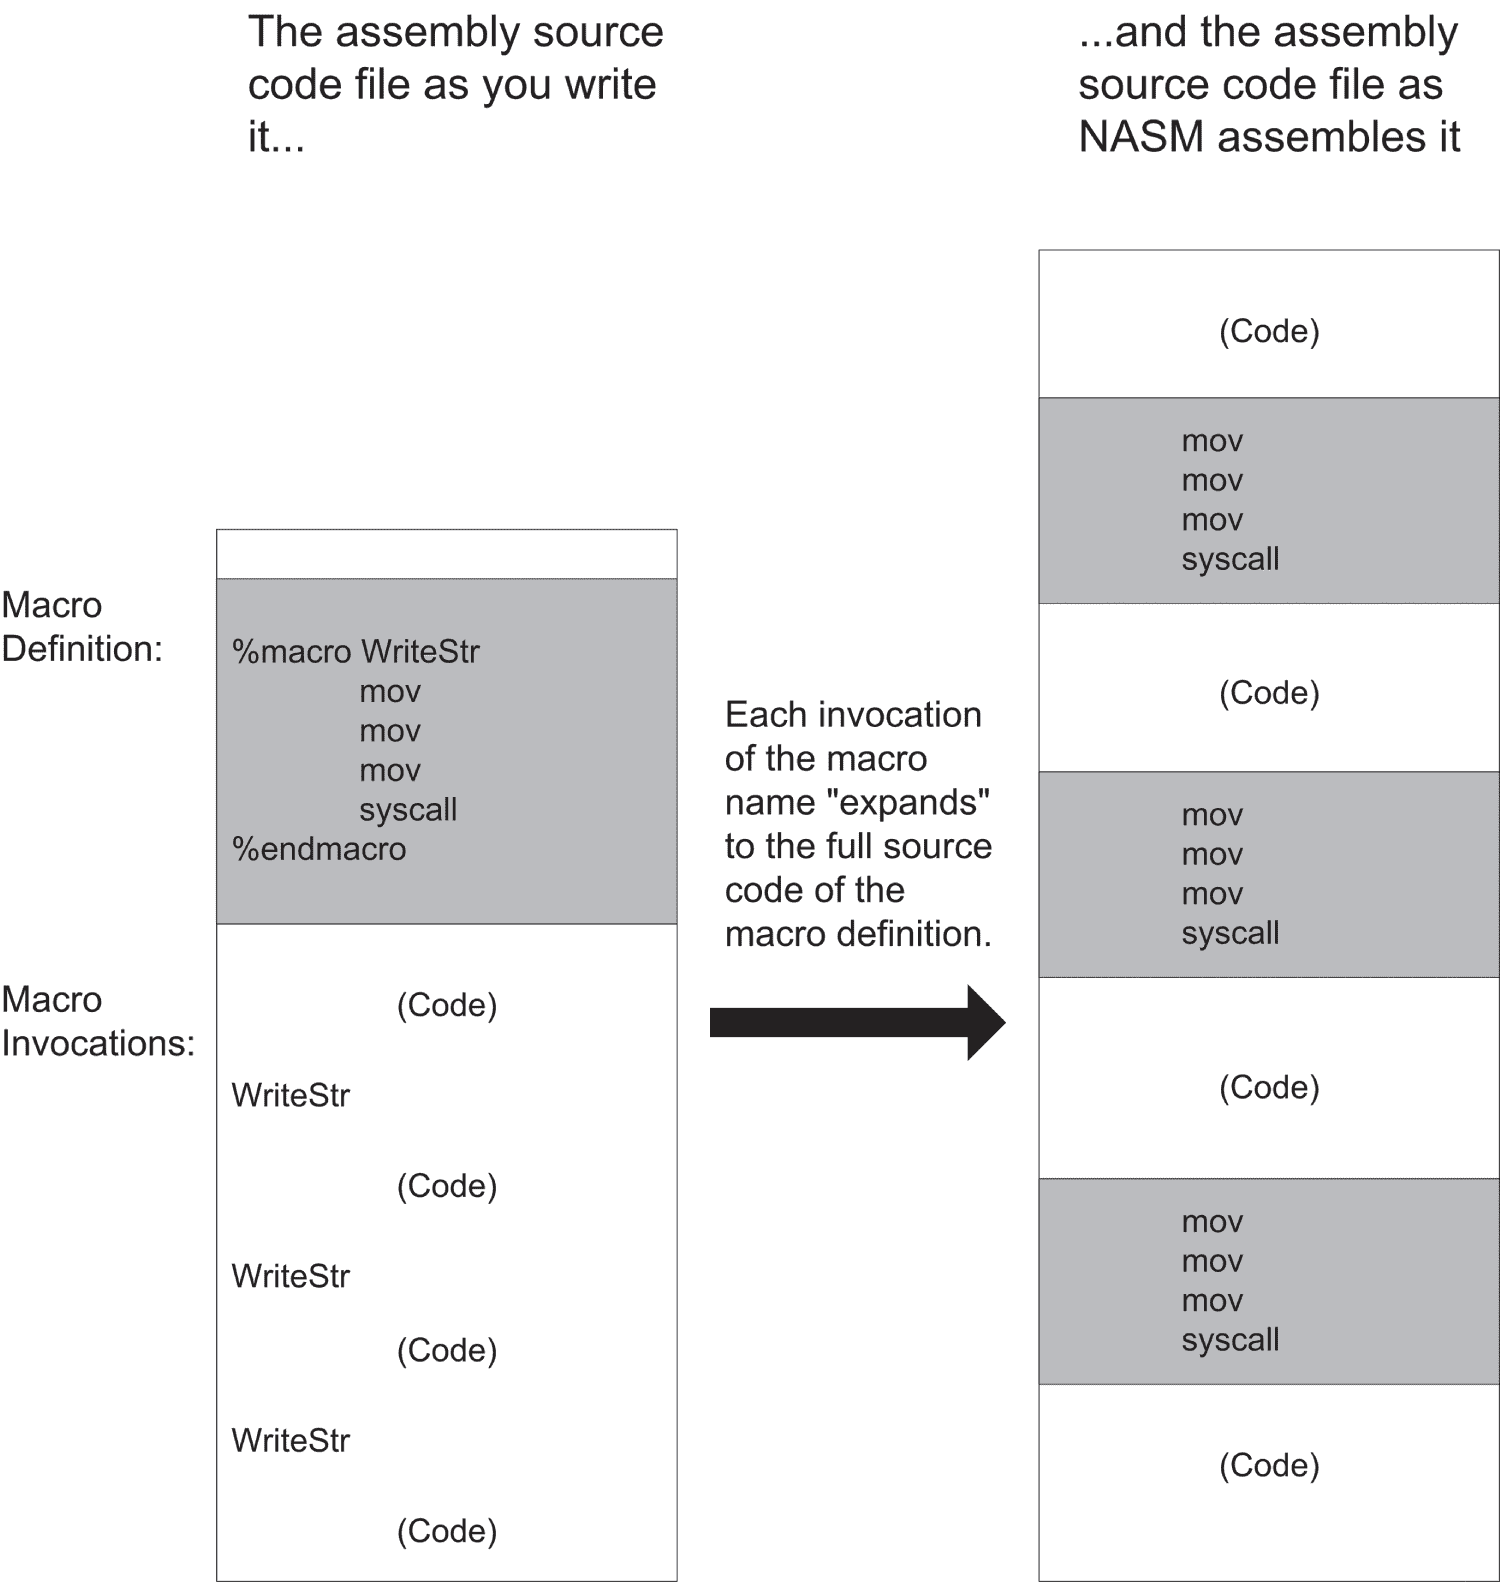 The assembly source
code file as you write
it...
...and the assembly
source code file as
NASM assembles it
Macro
Definition:
%macro WriteStr
mov
mov
mov
syscall
%endmacro
Macro
Invocations:
(Code)
WriteStr
(Code)
WriteStr
(Code)
WriteStr
(Code)
Each invocation
of the macro
name "expands"
to the full source
code of the
macro definition.
(Code)
mov
mov
mov
syscall
(Code)
mov
mov
mov
syscall
(Code)
mov
mov
mov
syscall
(Code)